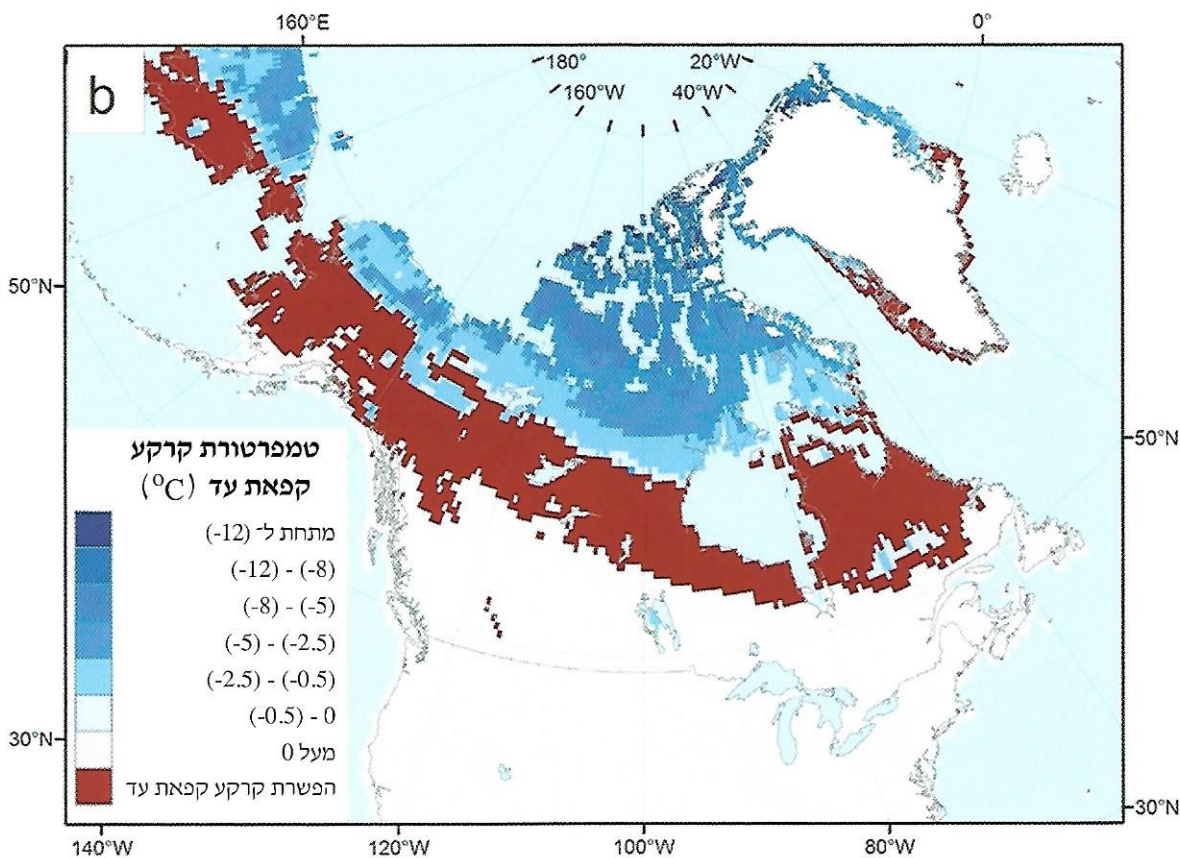 160°E
0°
b
180°
20°W
160°W
40°W
50°N
50°N
טמפרטורת קרקע
קפאת עד (°C)
מתחת ל־ (-12)
(-12) - (-8)
(-8) - (-5)
(-5) - (-2.5)
(-2.5) - (-0.5)
(-0.5) - 0
מעל 0
הפשרת קרקע קפאת עד
30°N
30°N
140°W
120°W
100°W
80°W